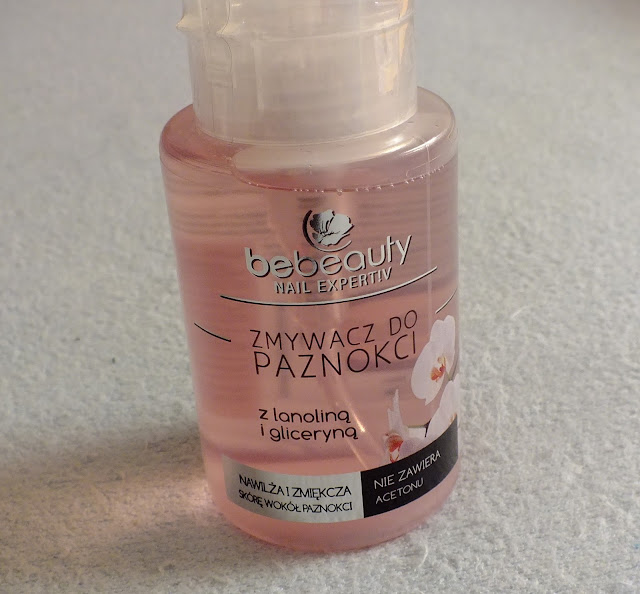 bebeauty
NAIL EXPERTIV
ZMYWACZ DO
PAZNOKCI
z lanoliną
i gliceryną
NAWILŻA I ZMIĘKCZA
SKÓRĘ WOKÓŁ PAZNOKCI
NIE ZAWIERA
ACETONU